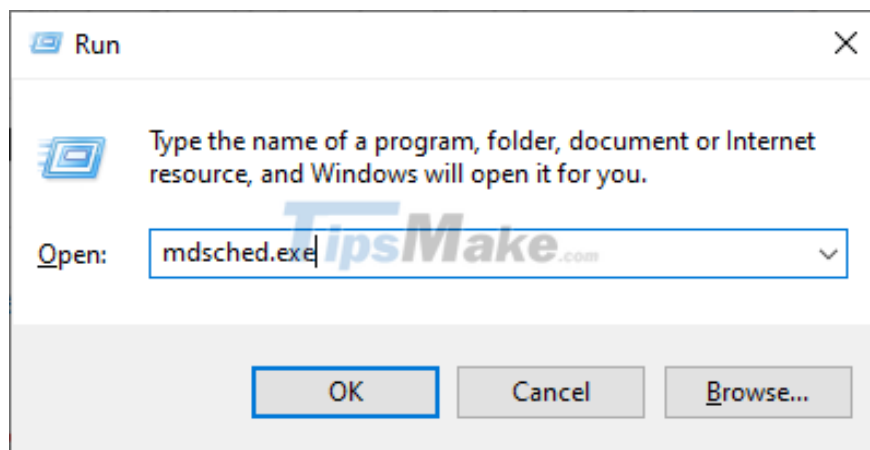 Run
Type the name of a program, folder, document or Internet
resource, and Windows will open it for you.
TipsMake.com
Open: mdsched.exe
OK Cancel Browse...